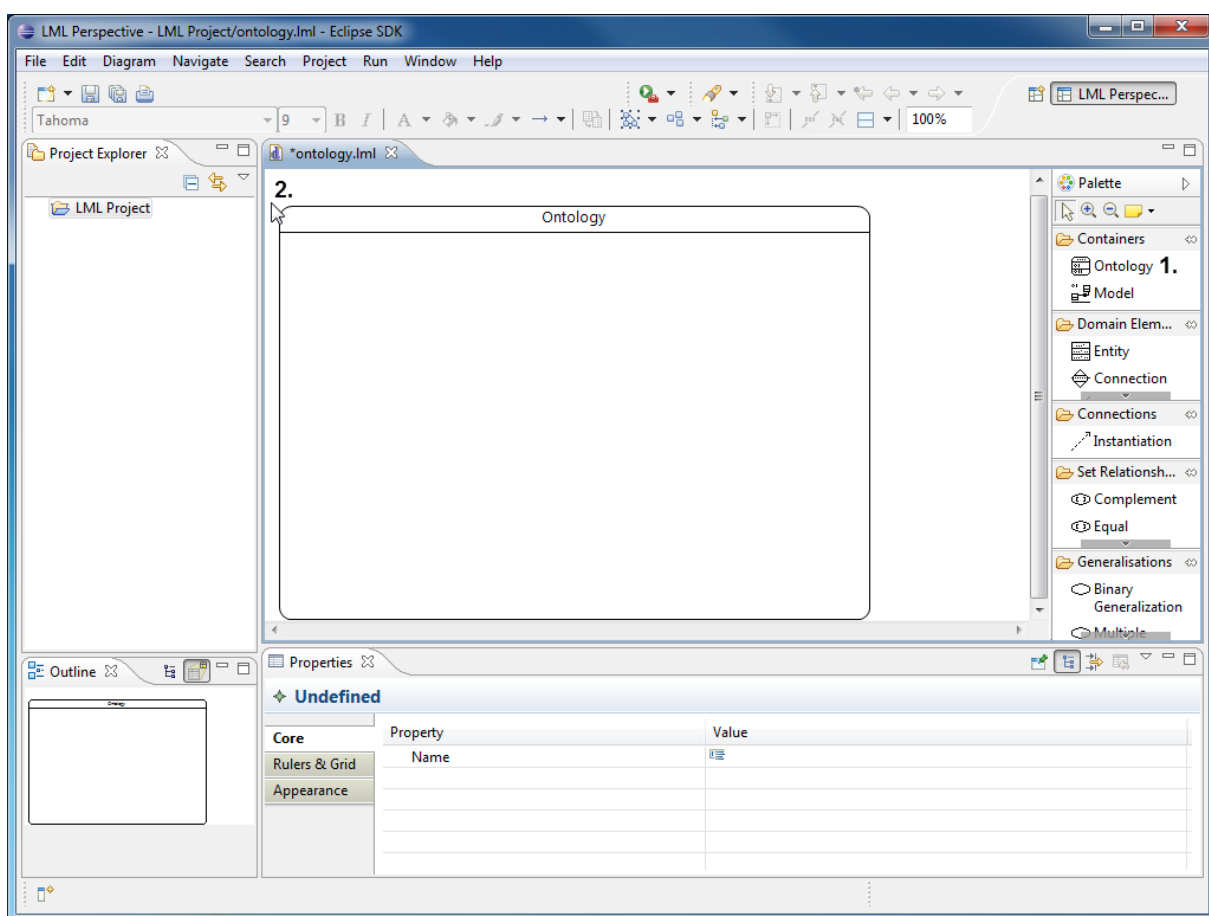 LML Perspective - LML Project/ontology.lml - Eclipse SDK
File Edit Diagram Navigate Search Project Run Window Help
LML Perspec...
Tahoma 9 B I A 100%
Project Explorer
*ontology.lml
LML Project
2.
Ontology
Palette
Containers
Ontology 1.
Model
Domain Elem...
Entity
Connection
Connections
Instantiation
Set Relationsh...
Complement
Equal
Generalisations
Binary
Generalization
Multiple
Outline
Ontology
Properties
Undefined
Core
Rulers & Grid
Appearance
Property Value
Name